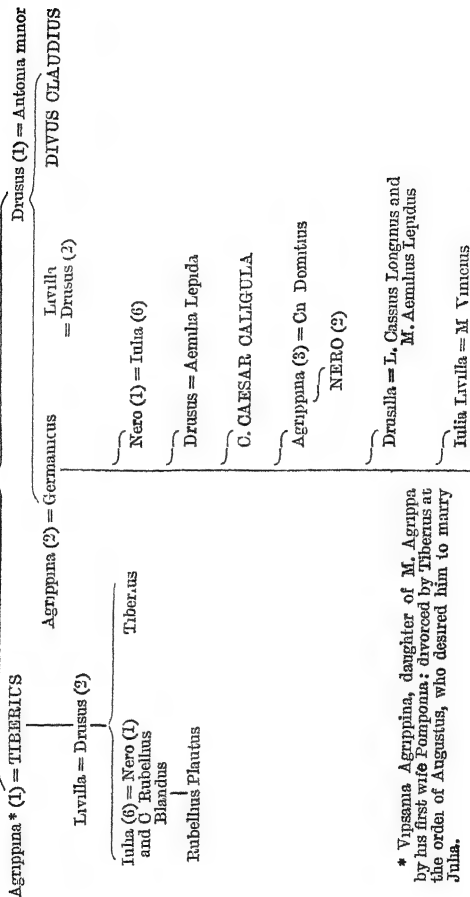 Agrippina * (1) = TIBERIUS
Drusus (1) = Antonia minor
Agrippina (2) = Germanicus
Livilla
= Drusus (2)
DIVUS CLAUDIUS
Livilla = Drusus (2)
Iulia (6) = Nero (1)
and C Rubellius
Blandus
Tiberius
Rubellius Plautus
Nero (1) = Iulia (6)
Drusus = Aemilia Lepida
C. CAESAR CALIGULA
Agrippina (3) = Cn Domitius
NERO (2)
Drusilla = L. Cassius Longinus and
M. Aemilius Lepidus
Iulia Livilla = M Vinicius
* Vipsania Agrippina, daughter of M. Agrippa
by his first wife Pomponia: divorced by Tiberius at
the order of Augustus, who desired him to marry
Julia.